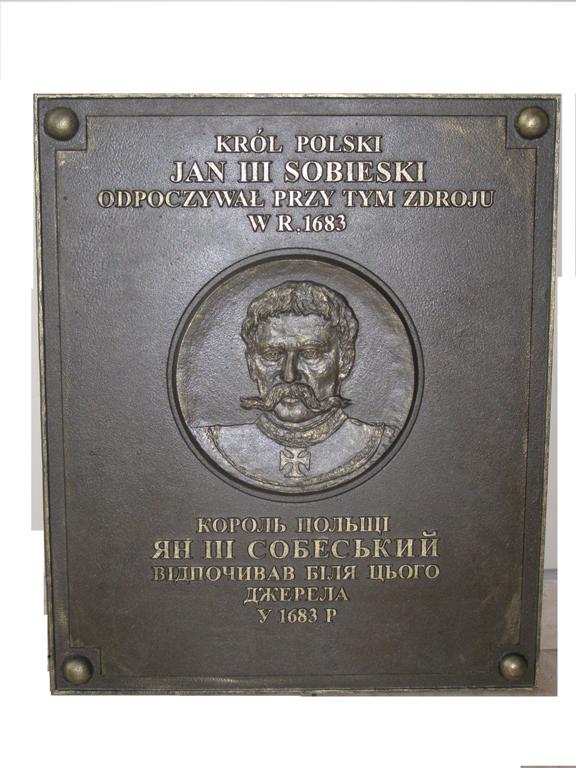 KRÓL POLSKI
JAN III SOBIESKI
ODPOCZYWAŁ PRZY TYM ZDROJU
W R. 1683
КОРОЛЬ ПОЛЬЩІ
ЯН III СОБЕСЬКИЙ
ВІДПОЧИВАВ БІЛЯ ЦЬОГО
ДЖЕРЕЛА
У 1683 Р